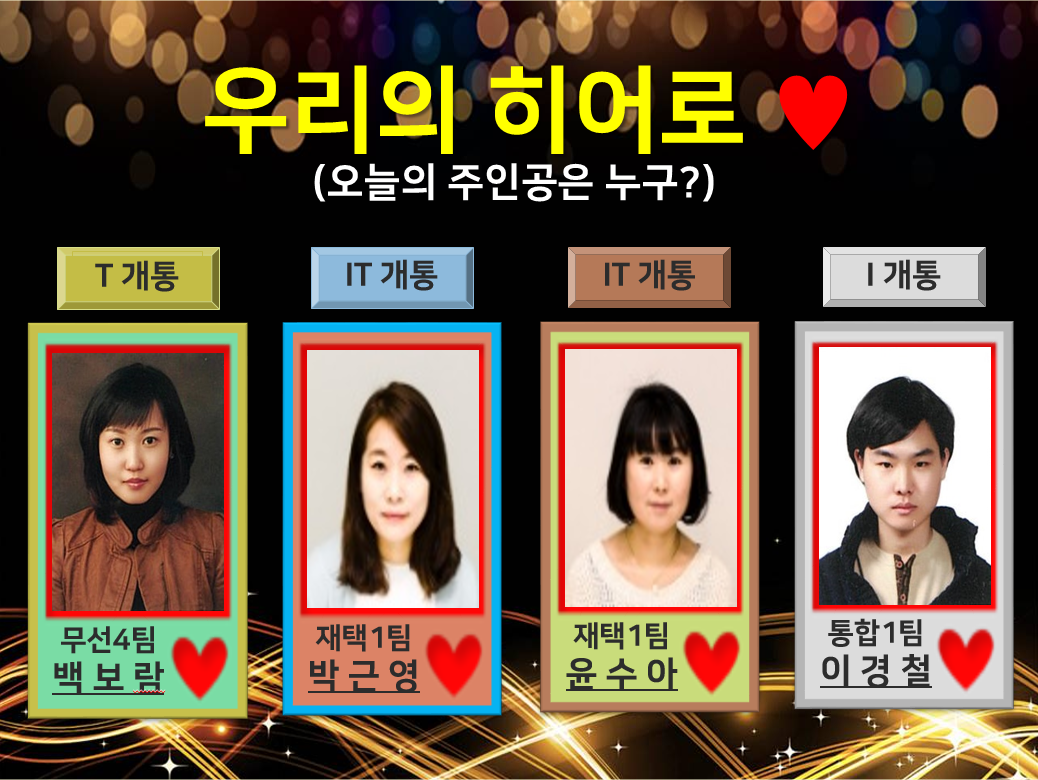 우리의 히어로
(오늘의 주인공은 누구?)
T 개통
IT 개통
IT 개통
I 개통
무선4팀
백 보 람
재택1팀
박 근 영
재택1팀
윤 수 아
통합1팀
이 경 철